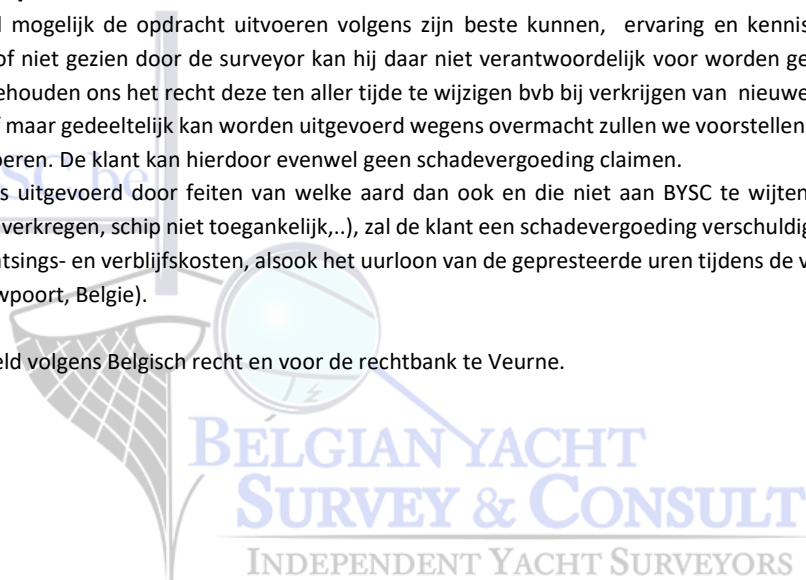 mogelijk de opdracht uitvoeren volgens zijn beste kunnen, ervaring en kennis
of niet gezien door de surveyor kan hij daar niet verantwoordelijk voor worden ge
ehouden ons het recht deze ten aller tijde te wijzigen bvb bij verkrijgen van nieuwe
maar gedeeltelijk kan worden uitgevoerd wegens overmacht zullen we voorstellen
oeren. De klant kan hierdoor evenwel geen schadevergoeding claimen.
s uitgevoerd door feiten van welke aard dan ook en die niet aan BYSC te wijten
verkregen, schip niet toegankelijk,..), zal de klant een schadevergoeding verschuldig
atsings- en verblijfskosten, alsook het uurloon van de gepresteerde uren tijdens de v
wpoort, Belgie).
eld volgens Belgisch recht en voor de rechtbank te Veurne.
BELGIAN YACHT
SURVEY & CONSULT
INDEPENDENT YACHT SURVEYORS